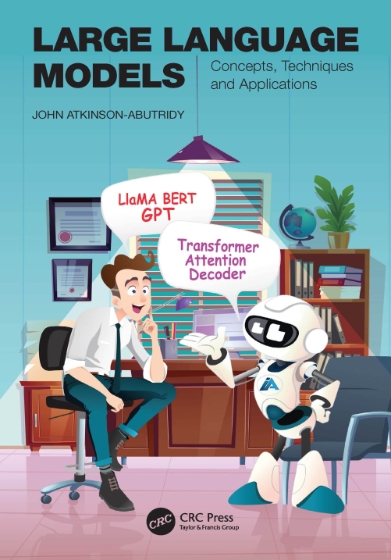 LARGE LANGUAGE
MODELS
Concepts, Techniques
and Applications
JOHN ATKINSON-ABUTRIDY
LlaMA BERT
GPT
Transformer
Attention
Decoder
IA
CRC
CRC Press
Taylor & Francis Group